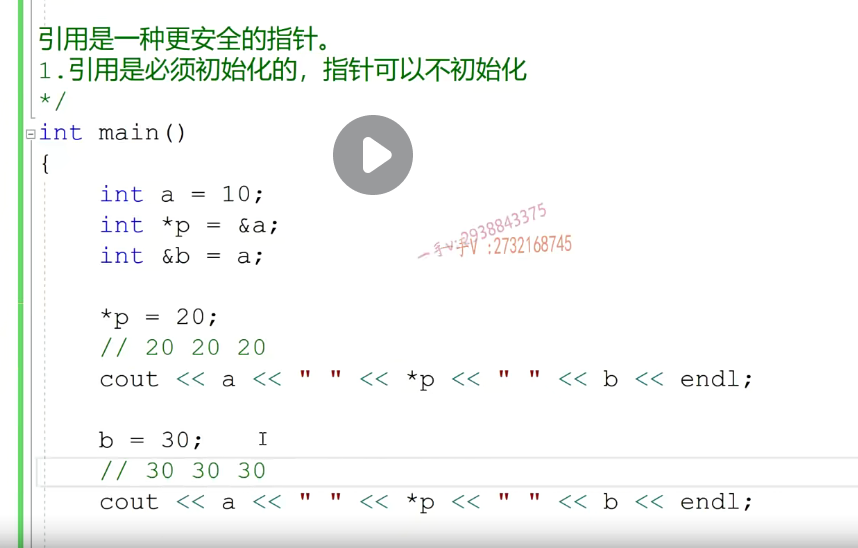 引用是一种更安全的指针。
1.引用是必须初始化的，指针可以不初始化
*/
int main()
{
int a = 10;
int *p = &a;
int &b = a;
一手v:2938843375
一手V :2732168745
*p = 20;
// 20 20 20
cout << a << " " << *p << " " << b << endl;
b = 30;
// 30 30 30
cout << a << " " << *p << " " << b << endl;